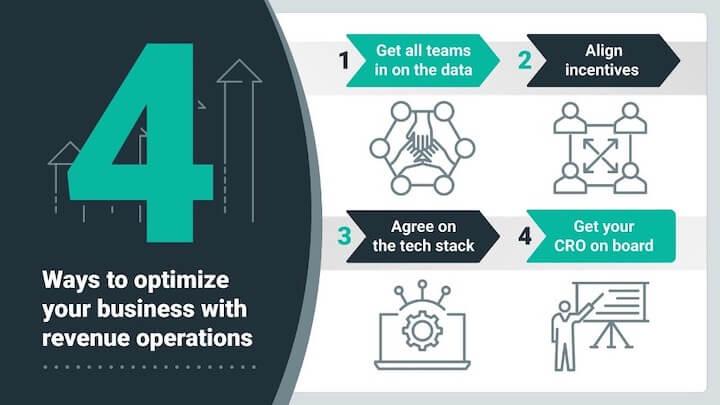 4
Ways to optimize
your business with
revenue operations
1
Get all teams
in on the data
2
Align
incentives
3
Agree on
the tech stack
4
Get your
CRO on board